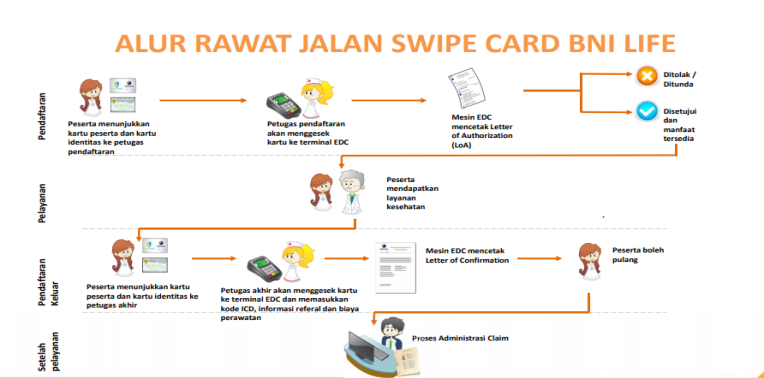 ALUR RAWAT JALAN SWIPE CARD BNI LIFE
Pendaftaran
Peserta menunjukkan
kartu peserta dan kartu
identitas ke petugas
pendaftaran
Petugas pendaftaran
akan menggesek
kartu ke terminal EDC
Mesin EDC
mencetak Letter
of Authorization
(LoA)
Ditolak /
Ditunda
Disetujui
dan
manfaat
tersedia
Pelayanan
Peserta
mendapatkan
layanan
kesehatan
Pendaftaran
Keluar
Peserta menunjukkan kartu
peserta dan kartu identitas ke
petugas akhir
Petugas akhir akan menggesek kartu
ke terminal EDC dan memasukkan
kode ICD, informasi referal dan biaya
perawatan
Mesin EDC mencetak
Letter of Confirmation
Peserta boleh
pulang
Setelah
pelayanan
Proses Administrasi Claim